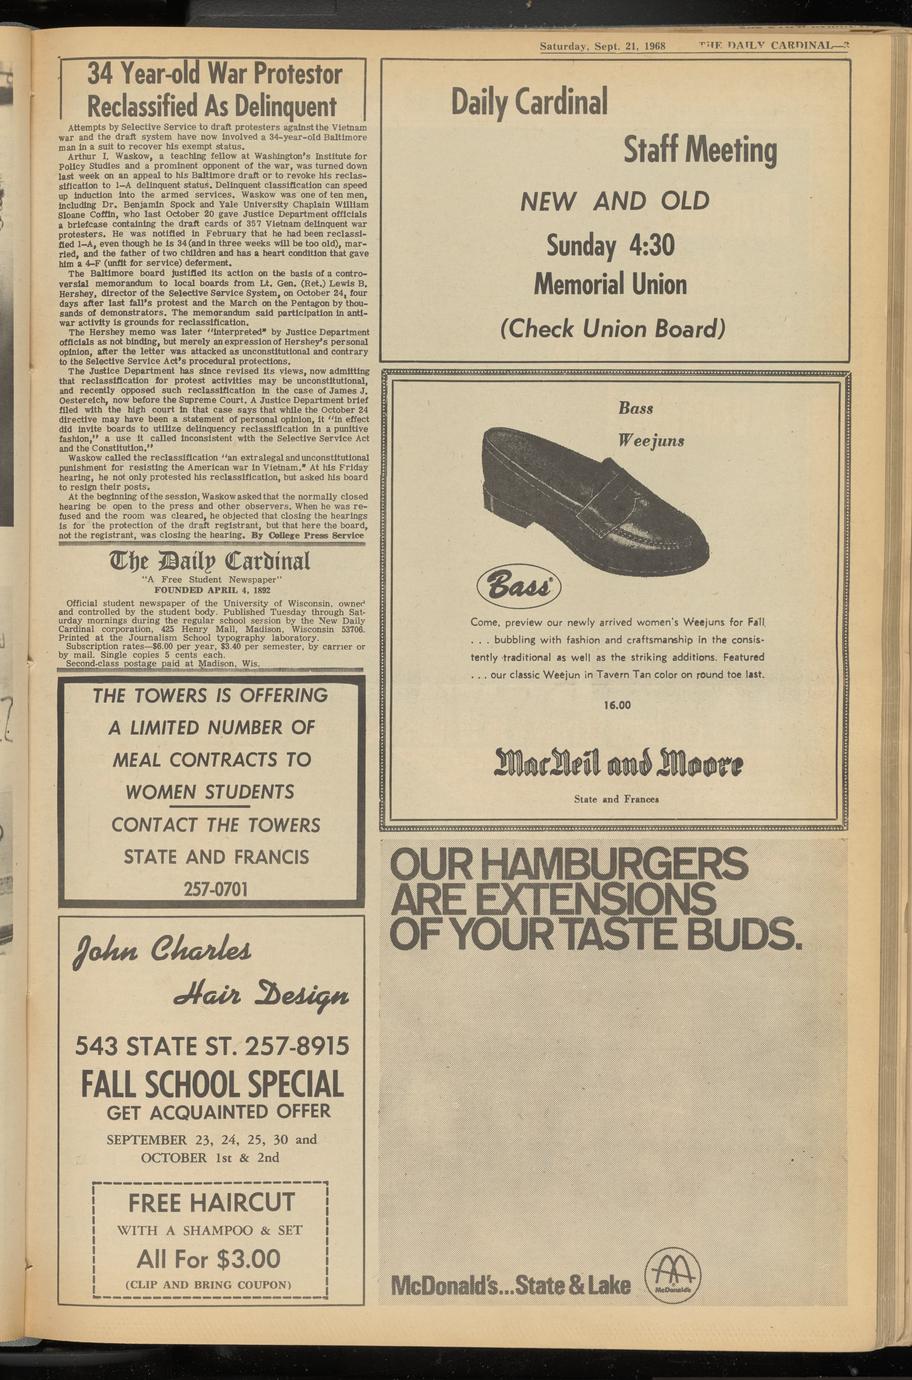 Saturday, Sept. 21, 1968 THE DAILY CARDINAL—3
34 Year-old War Protestor
Reclassified As Delinquent
Attempts by Selective Service to draft protesters against the Vietnam
war and the draft system have now involved a 34-year-old Baltimore
man in a suit to recover his exempt status.
Arthur I. Waskow, a teaching fellow at Washington's Institute for
Policy Studies and a prominent opponent of the war, was turned down
last week on an appeal to his Baltimore draft or to revoke his reclas-
sification to 1-A delinquent status. Delinquent classification can speed
up induction into the armed services. Waskow was one of ten men,
including Dr. Benjamin Spock and Yale University Chaplain William
Sloane Coffin, who last October 20 gave Justice Department officials
a briefcase containing the draft cards of 357 Vietnam delinquent war
protesters. He was notified in February that he had been reclassi-
fied 1-A, even though he is 34 (and in three weeks will be too old), mar-
ried, and the father of two children and has a heart condition that gave
him a 4-F (unfit for service) deferment.
The Baltimore board justified its action on the basis of a contro-
versial memorandum to local boards from Lt. Gen. (Ret.) Lewis B.
Hershey, director of the Selective Service System, on October 24, four
days after last fall's protest and the March on the Pentagon by thou-
sands of demonstrators. The memorandum said participation in anti-
war activity is grounds for reclassification.
The Hershey memo was later "interpreted" by Justice Department
officials as not binding, but merely an expression of Hershey's personal
opinion, after the letter was attacked as unconstitutional and contrary
to the Selective Service Act's procedural protections.
The Justice Department has since revised its views, now admitting
that reclassification for protest activities may be unconstitutional,
and recently opposed such reclassification in the case of James J.
Oestereich, now before the Supreme Court. A Justice Department brief
filed with the high court in that case says that while the October 24
directive may have been a statement of personal opinion, it "in effect
did invite boards to utilize delinquency reclassification in a punitive
fashion," a use it called inconsistent with the Selective Service Act
and the Constitution."
Waskow called the reclassification "an extralegal and unconstitutional
punishment for resisting the American war in Vietnam." At his Friday
hearing, he not only protested his reclassification, but asked his board
to resign their posts.
At the beginning of the session, Waskow asked that the normally closed
hearing be open to the press and other observers. When he was re-
fused and the room was cleared, he objected that closing the hearings
is for the protection of the draft registrant, but that here the board,
not the registrant, was closing the hearing. By College Press Service
The Daily Cardinal
"A Free Student Newspaper"
FOUNDED APRIL 4, 1892
Official student newspaper of the University of Wisconsin, owned
and controlled by the student body. Published Tuesday through Sat-
urday mornings during the regular school session by the New Daily
Cardinal corporation, 425 Henry Mall, Madison, Wisconsin 53706.
Printed at the Journalism School typography laboratory.
Subscription rates—$6.00 per year, $3.40 per semester, by carrier or
by mail. Single copies 5 cents each.
Second-class postage paid at Madison, Wis.
THE TOWERS IS OFFERING
A LIMITED NUMBER OF
MEAL CONTRACTS TO
WOMEN STUDENTS
CONTACT THE TOWERS
STATE AND FRANCIS
257-0701
John Charles
Hair Design
543 STATE ST. 257-8915
FALL SCHOOL SPECIAL
GET ACQUAINTED OFFER
SEPTEMBER 23, 24, 25, 30 and
OCTOBER 1st & 2nd
FREE HAIRCUT
WITH A SHAMPOO & SET
All For $3.00
(CLIP AND BRING COUPON)
Daily Cardinal
Staff Meeting
NEW AND OLD
Sunday 4:30
Memorial Union
(Check Union Board)
Bass
Weejuns
Bass®
Come, preview our newly arrived women's Weejuns for Fall
. . . bubbling with fashion and craftsmanship in the consis-
tently traditional as well as the striking additions. Featured
. . . our classic Weejun in Tavern Tan color on round toe last.
16.00
MacNeil and Moore
State and Frances
OUR HAMBURGERS
ARE EXTENSIONS
OF YOUR TASTE BUDS.
McDonald's...State & Lake
McDonald's